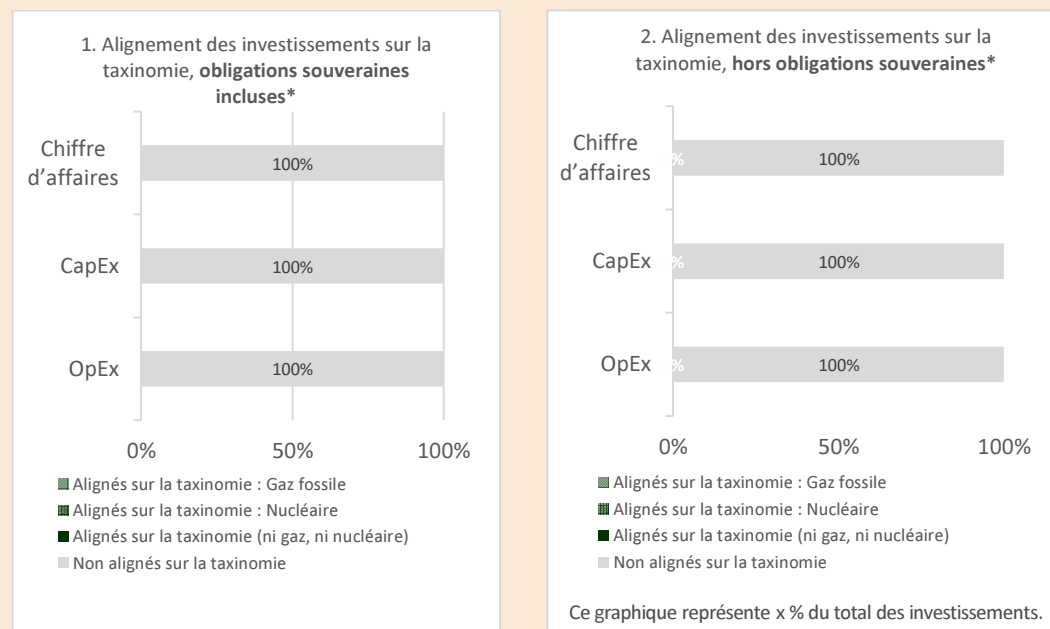 1. Alignement des investissements sur la
taxinomie, obligations souveraines
incluses*
Chiffre
d’affaires
100%
CapEx
100%
OpEx
100%
0%
50%
100%
Alignés sur la taxinomie : Gaz fossile
Alignés sur la taxinomie : Nucléaire
Alignés sur la taxinomie (ni gaz, ni nucléaire)
Non alignés sur la taxinomie
2. Alignement des investissements sur la
taxinomie, hors obligations souveraines*
Chiffre
d’affaires
%
100%
CapEx
%
100%
OpEx
%
100%
0%
50%
100%
Alignés sur la taxinomie : Gaz fossile
Alignés sur la taxinomie : Nucléaire
Alignés sur la taxinomie (ni gaz, ni nucléaire)
Non alignés sur la taxinomie
Ce graphique représente x % du total des investissements.